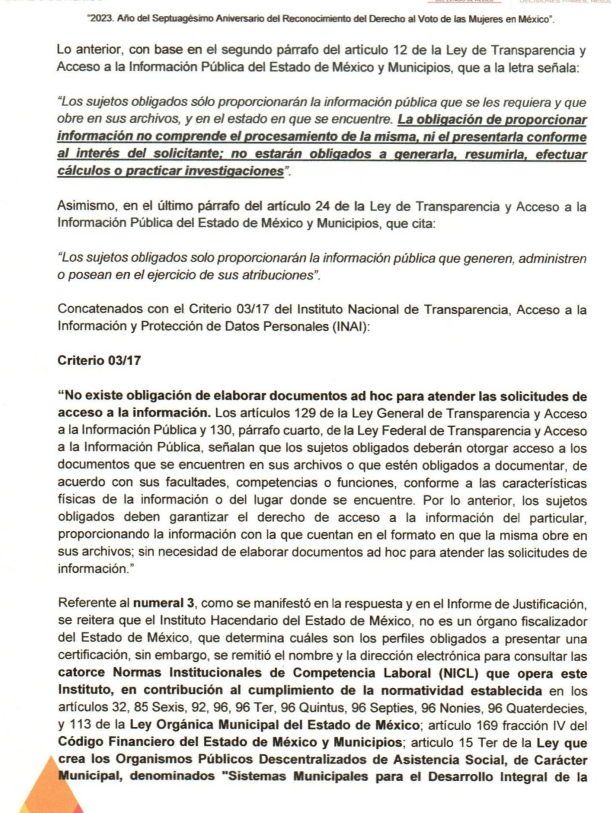 "2023. Año del Septuagésimo Aniversario del Reconocimiento del Derecho al Voto de las Mujeres en México".
Lo anterior, con base en el segundo párrafo del artículo 12 de la Ley de Transparencia y
Acceso a la Información Pública del Estado de México y Municipios, que a la letra señala:
"Los sujetos obligados sólo proporcionarán la información pública que se les requiera y que
obre en sus archivos, y en el estado en que se encuentre. La obligación de proporcionar
información no comprende el procesamiento de la misma, ni el presentarla conforme
al interés del solicitante; no estarán obligados a generarla, resumirla, efectuar
cálculos o practicar investigaciones".
Asimismo, en el último párrafo del artículo 24 de la Ley de Transparencia y Acceso a la
Información Pública del Estado de México y Municipios, que cita:
"Los sujetos obligados solo proporcionarán la información pública que generen, administren
o posean en el ejercicio de sus atribuciones".
Concatenados con el Criterio 03/17 del Instituto Nacional de Transparencia, Acceso a la
Información y Protección de Datos Personales (INAI):
Criterio 03/17
"No existe obligación de elaborar documentos ad hoc para atender las solicitudes de
acceso a la información. Los artículos 129 de la Ley General de Transparencia y Acceso
a la Información Pública y 130, párrafo cuarto, de la Ley Federal de Transparencia y Acceso
a la Información Pública, señalan que los sujetos obligados deberán otorgar acceso a los
documentos que se encuentren en sus archivos o que estén obligados a documentar, de
acuerdo con sus facultades, competencias o funciones, conforme a las características
físicas de la información o del lugar donde se encuentre. Por lo anterior, los sujetos
obligados deben garantizar el derecho de acceso a la información del particular,
proporcionando la información con la que cuentan en el formato en que la misma obre en
sus archivos; sin necesidad de elaborar documentos ad hoc para atender las solicitudes de
información."
Referente al numeral 3, como se manifestó en la respuesta y en el Informe de Justificación,
se reitera que el Instituto Hacendario del Estado de México, no es un órgano fiscalizador
del Estado de México, que determina cuáles son los perfiles obligados a presentar una
certificación, sin embargo, se remitió el nombre y la dirección electrónica para consultar las
catorce Normas Institucionales de Competencia Laboral (NICL) que opera este
Instituto, en contribución al cumplimiento de la normatividad establecida en los
artículos 32, 85 Sexis, 92, 96, 96 Ter, 96 Quintus, 96 Septies, 96 Nonies, 96 Quaterdecies,
y 113 de la Ley Orgánica Municipal del Estado de México; artículo 169 fracción IV del
Código Financiero del Estado de México y Municipios; articulo 15 Ter de la Ley que
crea los Organismos Públicos Descentralizados de Asistencia Social, de Carácter
Municipal, denominados "Sistemas Municipales para el Desarrollo Integral de la